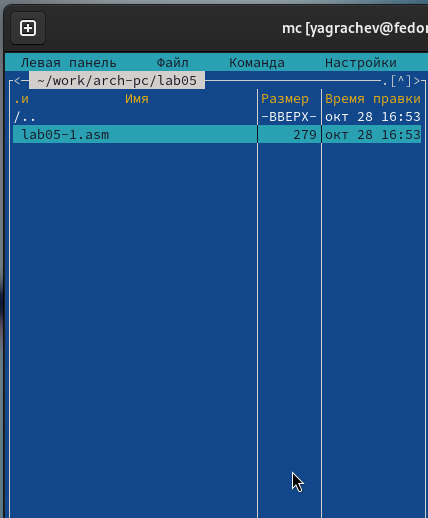 mc [yagrachev@fedor
Левая панель Файл Команда Настройки
<─ ~/work/arch-pc/lab05 .[^]>
.и Имя Размер Время правки
/.. -ВВЕРХ- окт 28 16:53
lab05-1.asm 279 окт 28 16:53